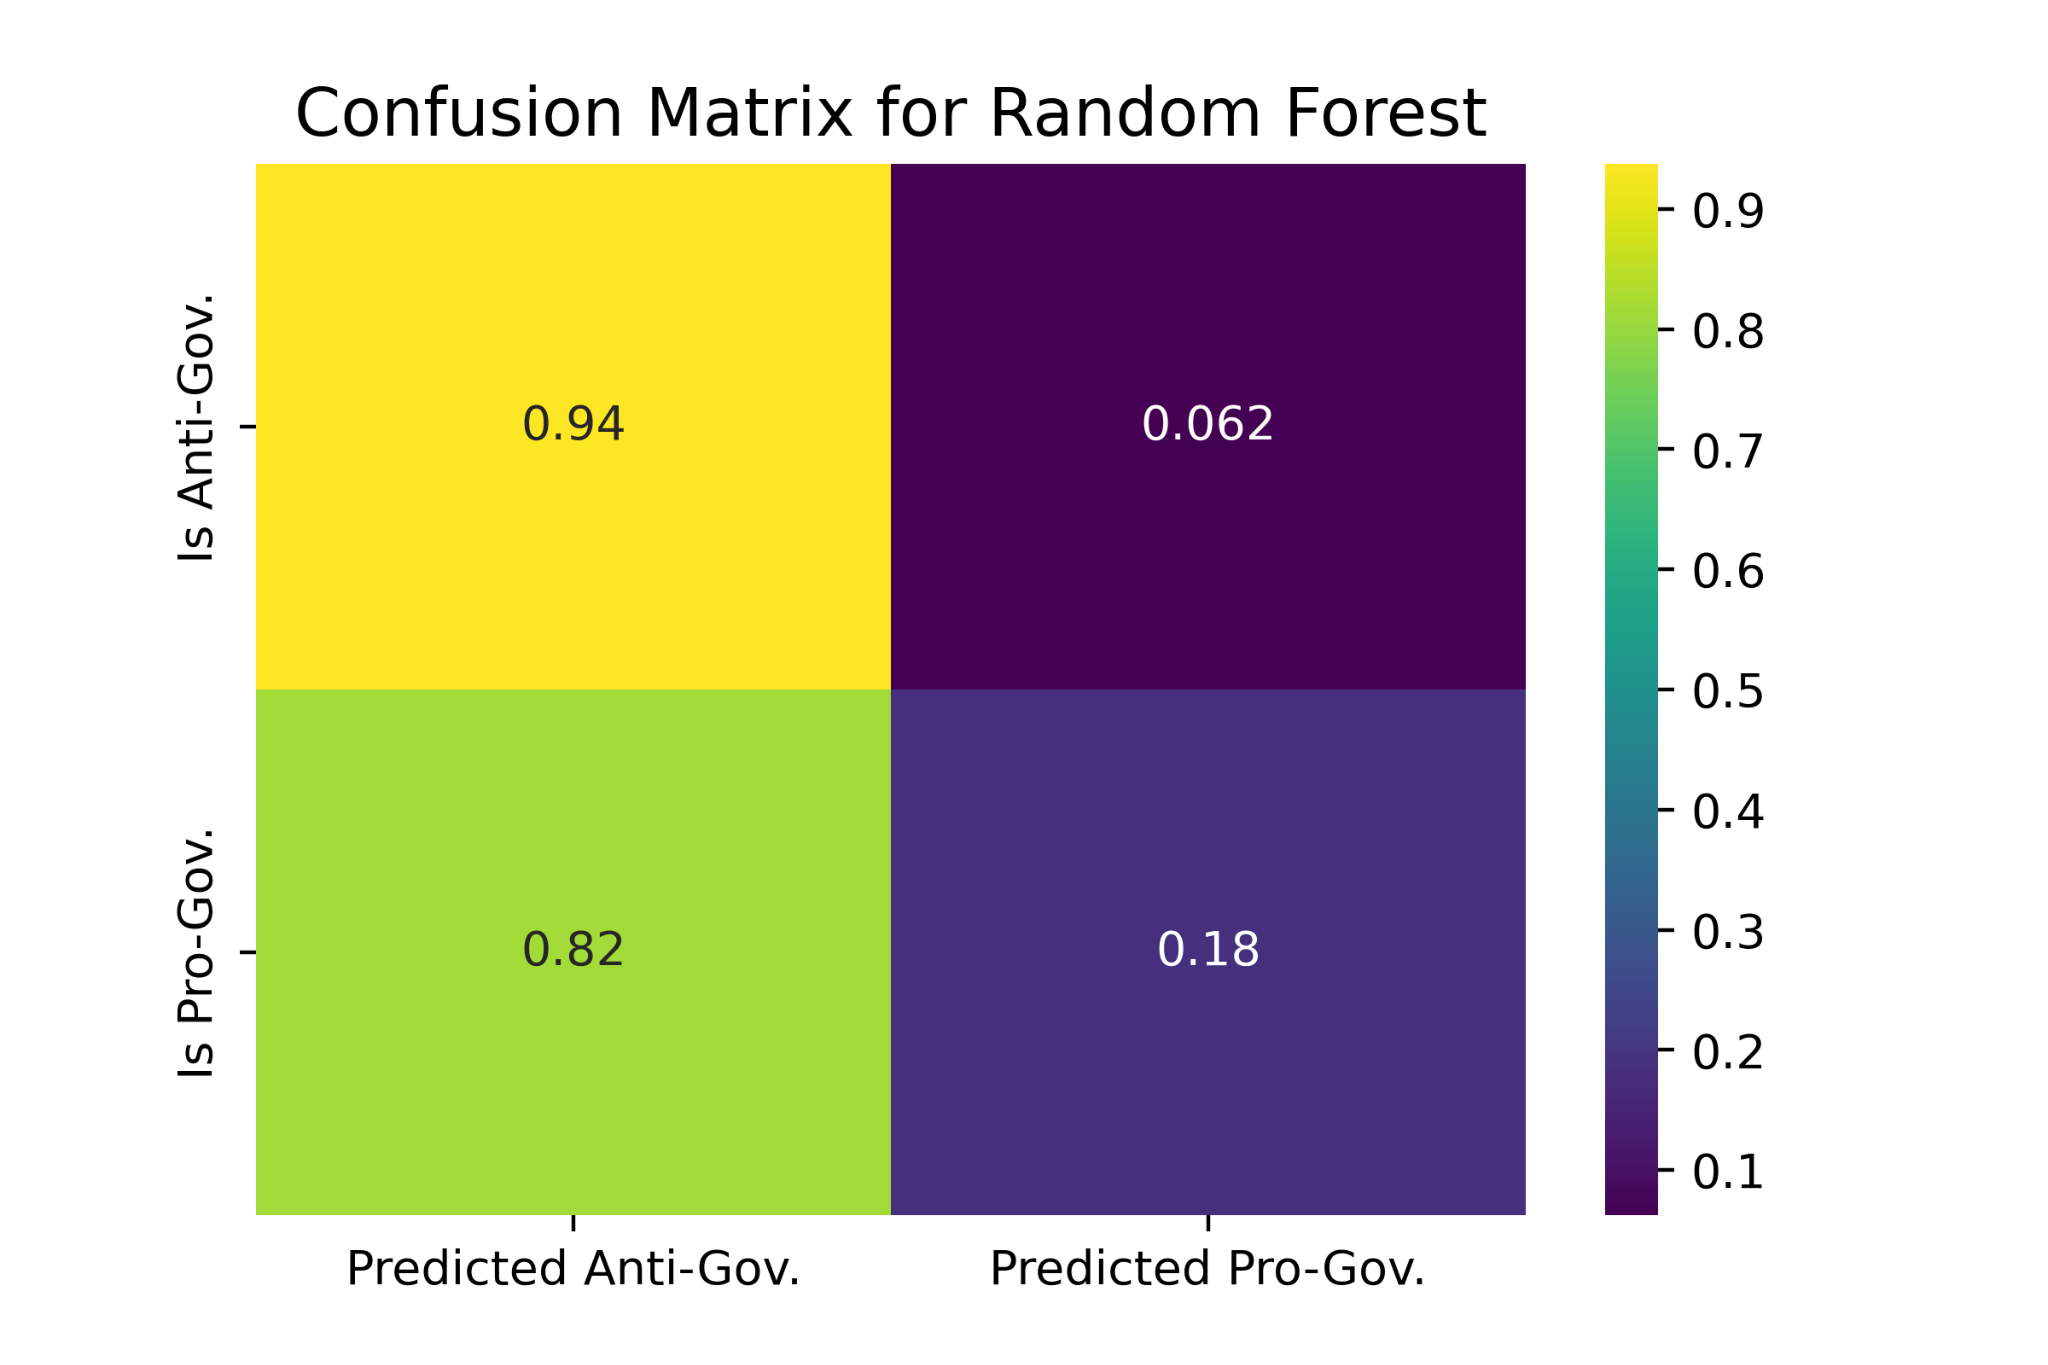 Confusion Matrix for Random Forest
Is Anti-Gov.
0.94
0.062
Is Pro-Gov.
0.82
0.18
Predicted Anti-Gov.
Predicted Pro-Gov.
0.9
0.8
0.7
0.6
0.5
0.4
0.3
0.2
0.1